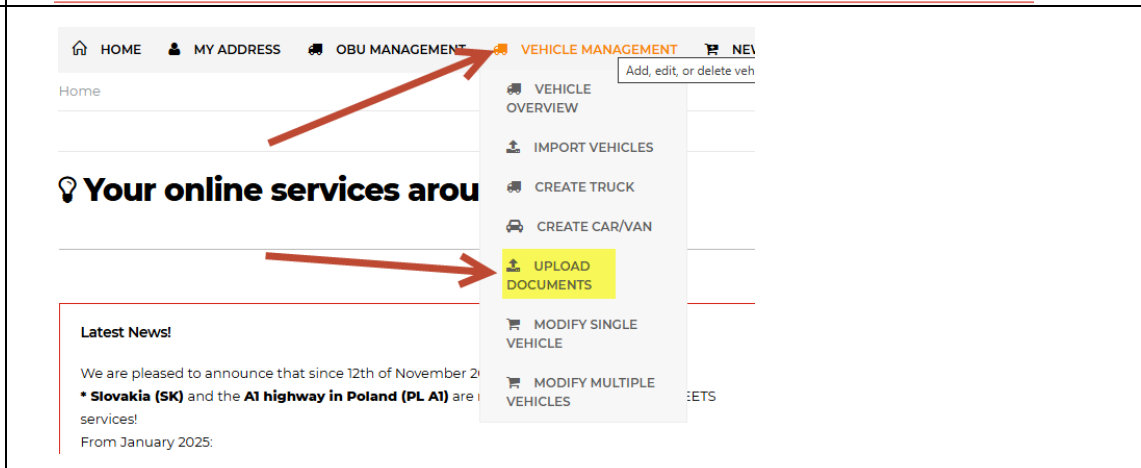 HOME MY ADDRESS OBU MANAGEMENT VEHICLE MANAGEMENT
Add, edit, or delete
Home
VEHICLE
OVERVIEW
IMPORT VEHICLES
Your online services
CREATE TRUCK
CREATE CAR/VAN
UPLOAD
DOCUMENTS
MODIFY SINGLE
VEHICLE
MODIFY MULTIPLE
VEHICLES
Latest News!
We are pleased to announce that since 12th of November
* Slovakia (SK) and the A1 highway in Poland (PL A1) are EETS
services!
From January 2025: